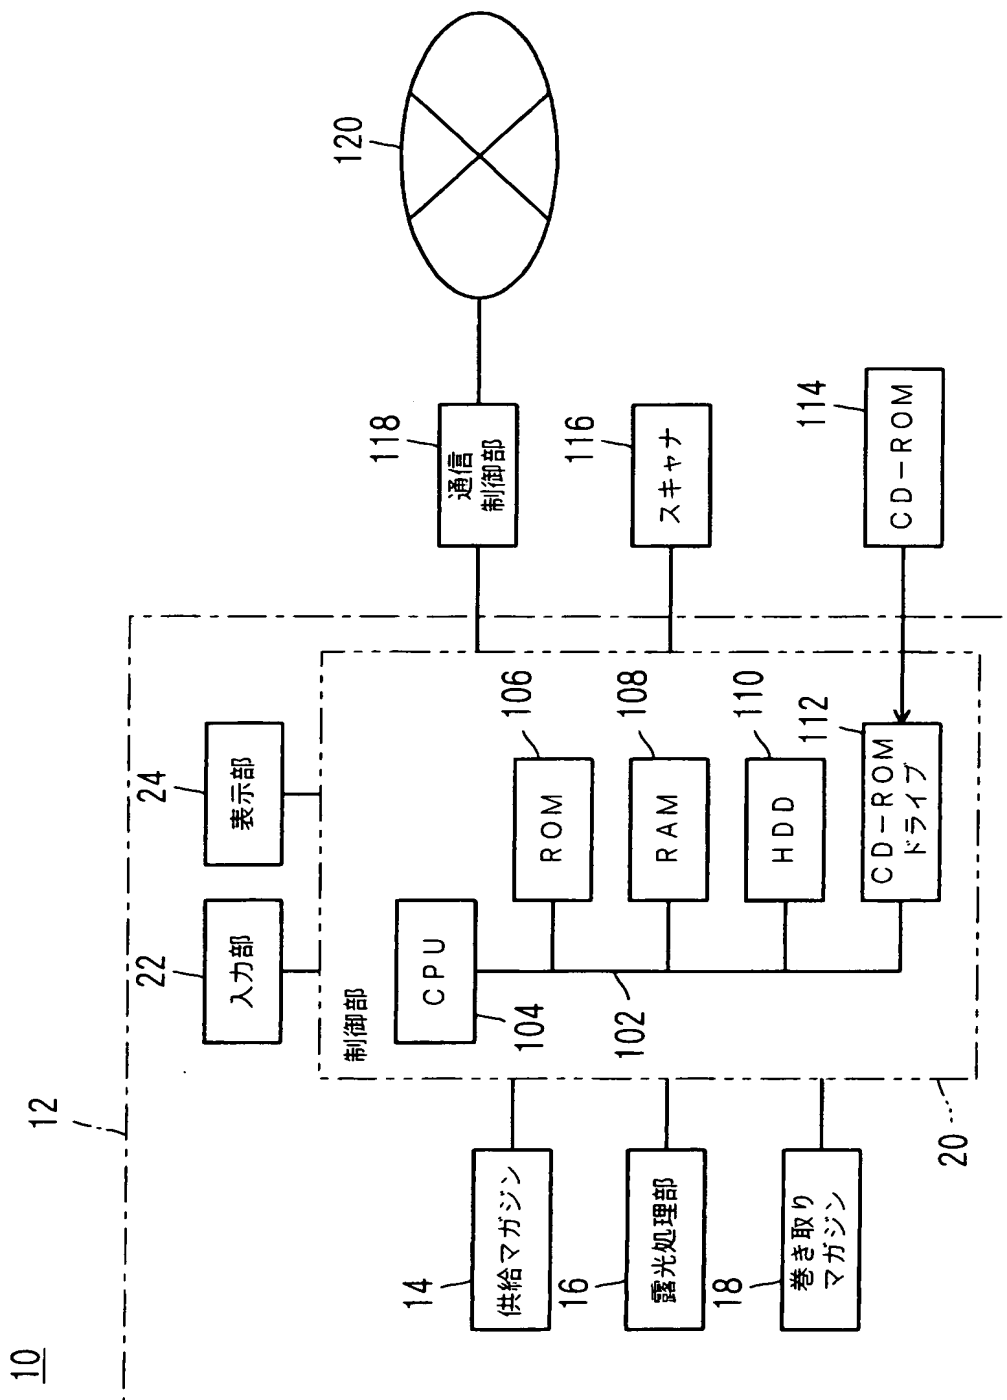 10
12
22
入力部
24
表示部
制御部
CPU
104
102
ROM
106
RAM
108
HDD
110
CD-ROM
ドライブ
112
20
14
供給マガジン
16
露光処理部
18
巻き取り
マガジン
118
通信
制御部
116
スキャナ
114
CD-ROM
120